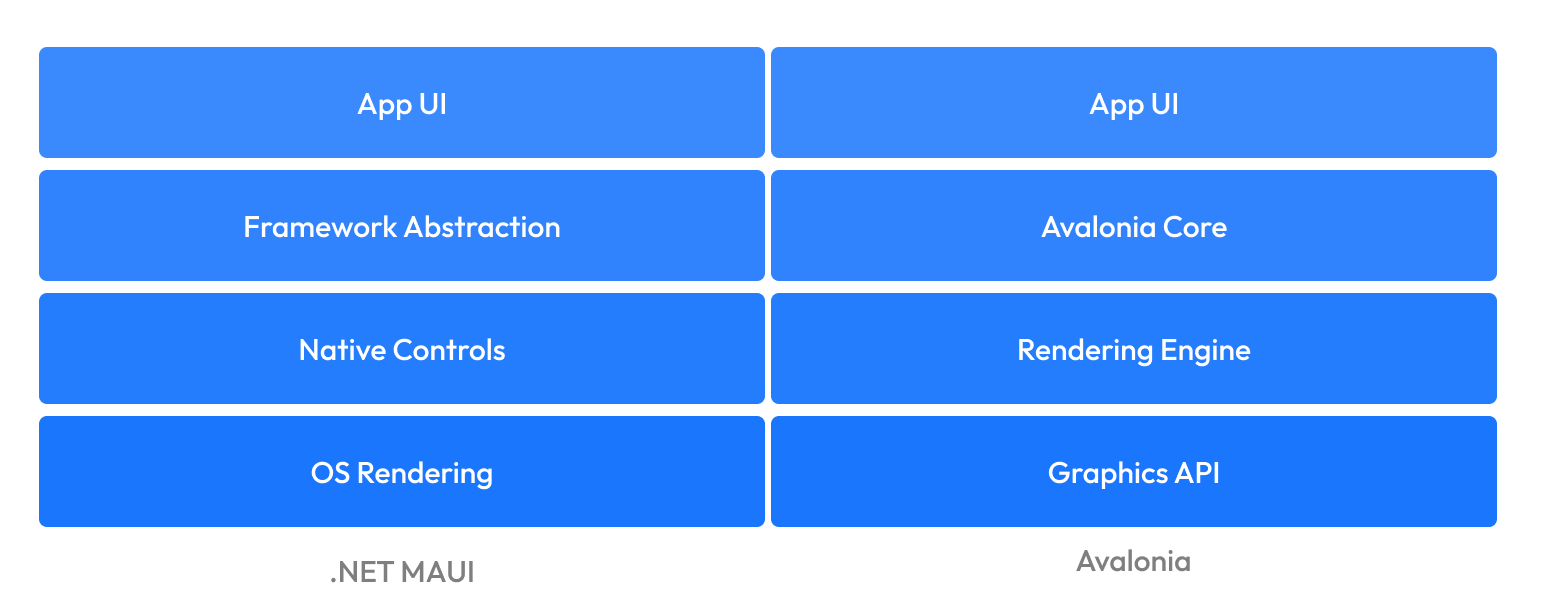 App UI
App UI
Framework Abstraction
Avalonia Core
Native Controls
Rendering Engine
OS Rendering
Graphics API
.NET MAUI
Avalonia